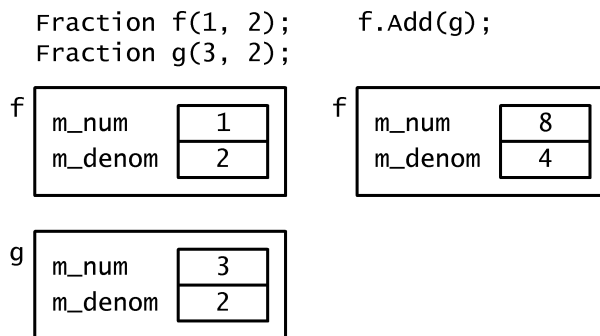 Fraction f(1, 2); f.Add(g);
Fraction g(3, 2);
f m_num 1 f m_num 8
m_denom 2 m_denom 4
g m_num 3
m_denom 2